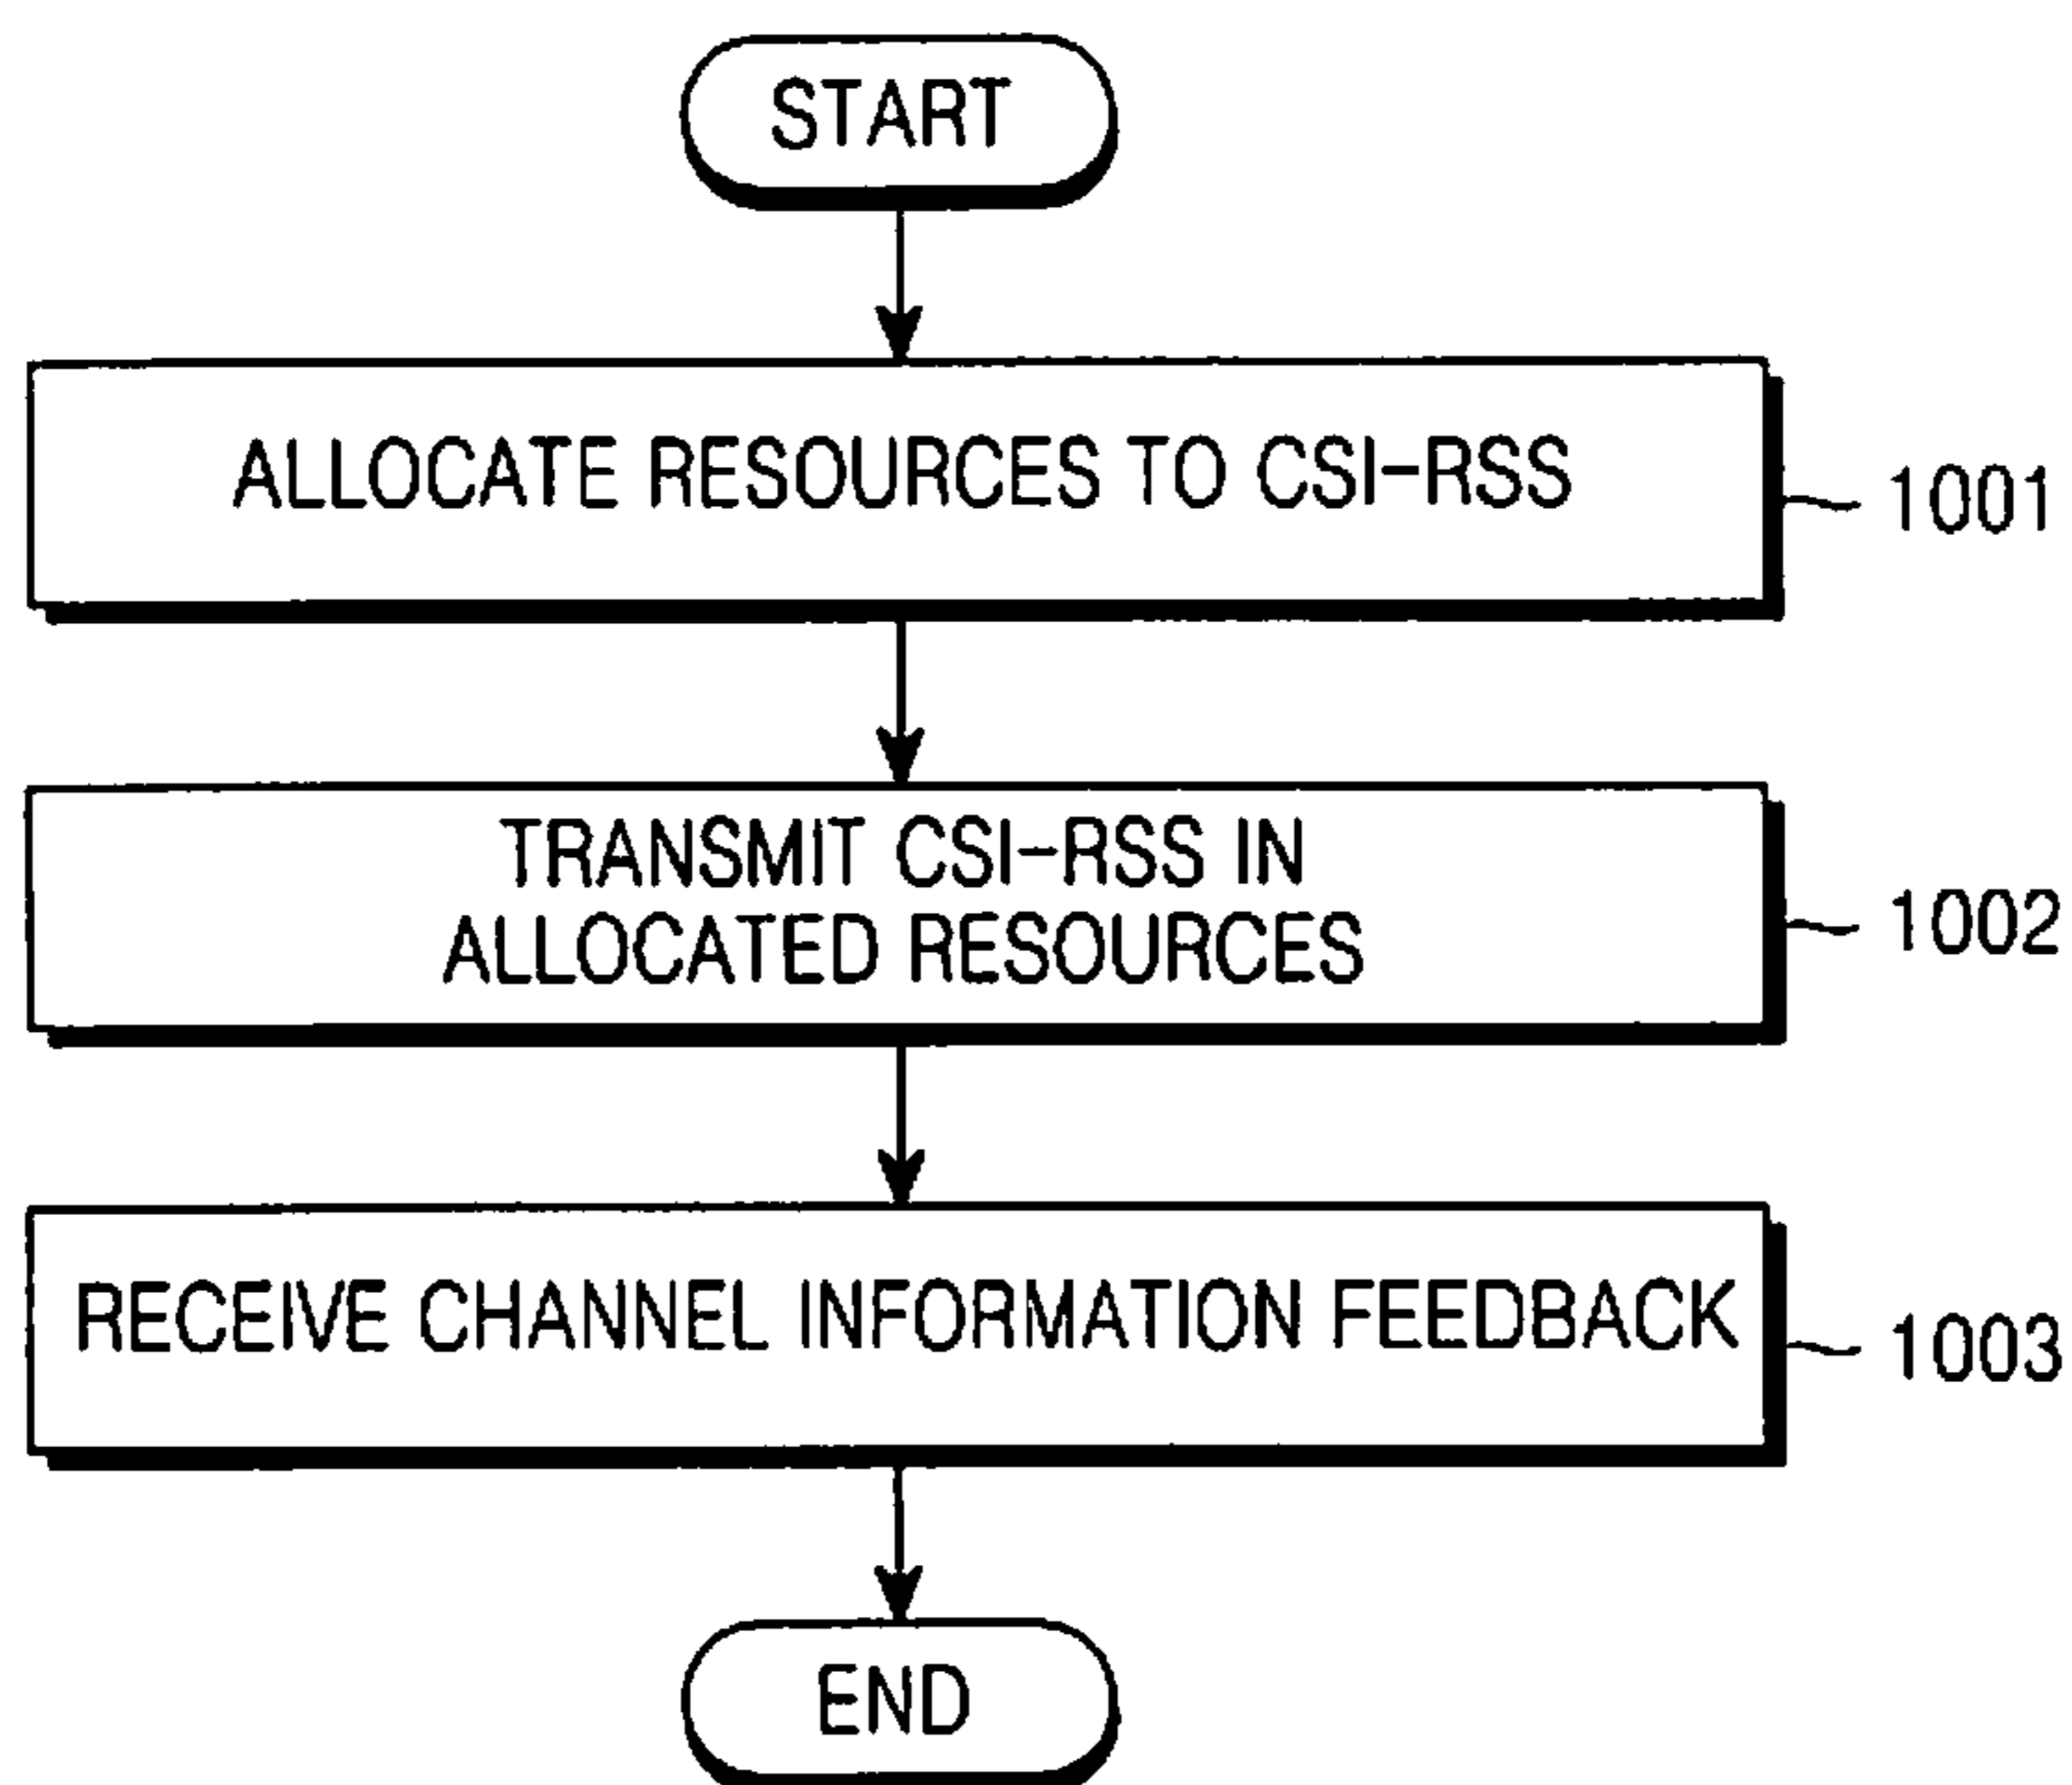 START
ALLOCATE RESOURCES TO CSI-RSS
1001
TRANSMIT CSI-RSS IN
ALLOCATED RESOURCES
1002
RECEIVE CHANNEL INFORMATION FEEDBACK
1003
END